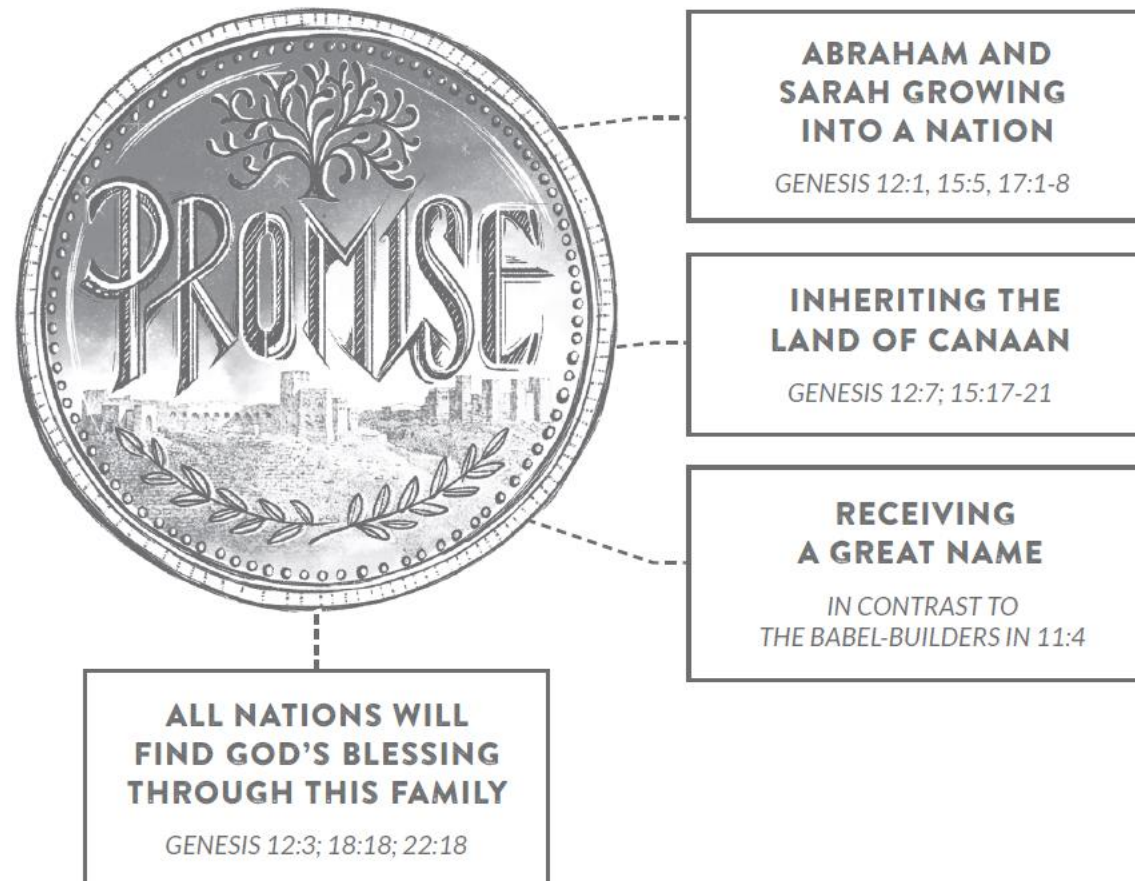 PROMISE
ABRAHAM AND
SARAH GROWING
INTO A NATION
GENESIS 12:1, 15:5, 17:1-8
INHERITING THE
LAND OF CANAAN
GENESIS 12:7; 15:17-21
RECEIVING
A GREAT NAME
IN CONTRAST TO
THE BABEL-BUILDERS IN 11:4
ALL NATIONS WILL
FIND GOD'S BLESSING
THROUGH THIS FAMILY
GENESIS 12:3; 18:18; 22:18